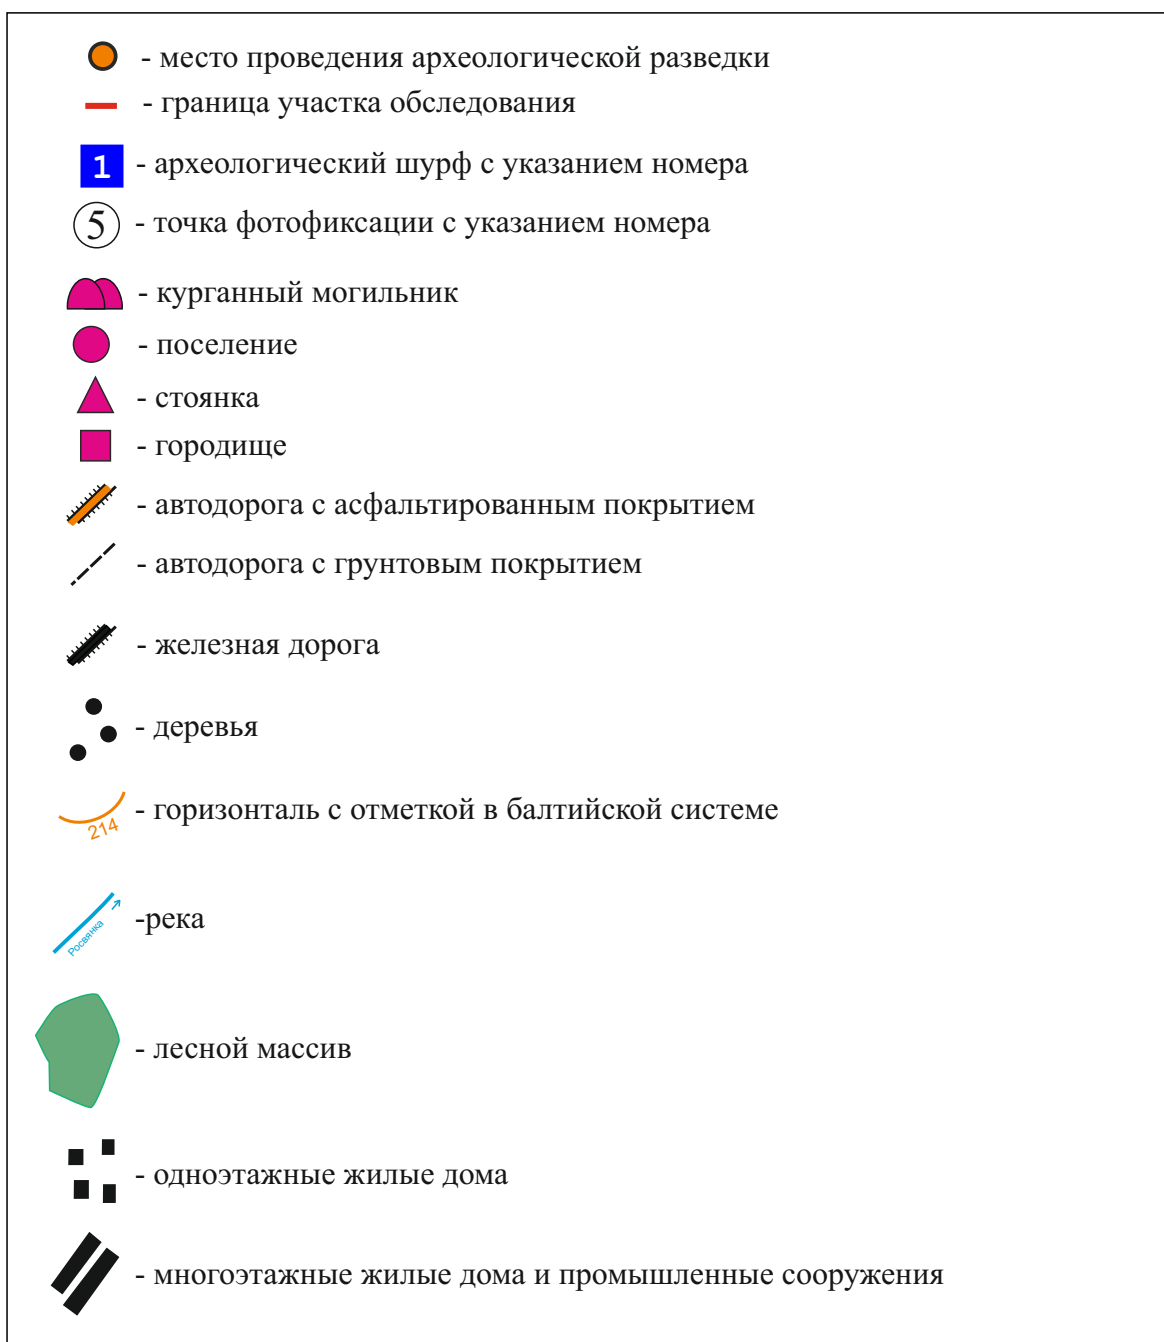 - место проведения археологической разведки
- граница участка обследования
1 - археологический шурф с указанием номера
5 - точка фотофиксации с указанием номера
- курганный могильник
- поселение
- стоянка
- городище
- автодорога с асфальтированным покрытием
- автодорога с грунтовым покрытием
- железная дорога
- деревья
214 - горизонталь с отметкой в балтийской системе
Росвянка -река
- лесной массив
- одноэтажные жилые дома
- многоэтажные жилые дома и промышленные сооружения